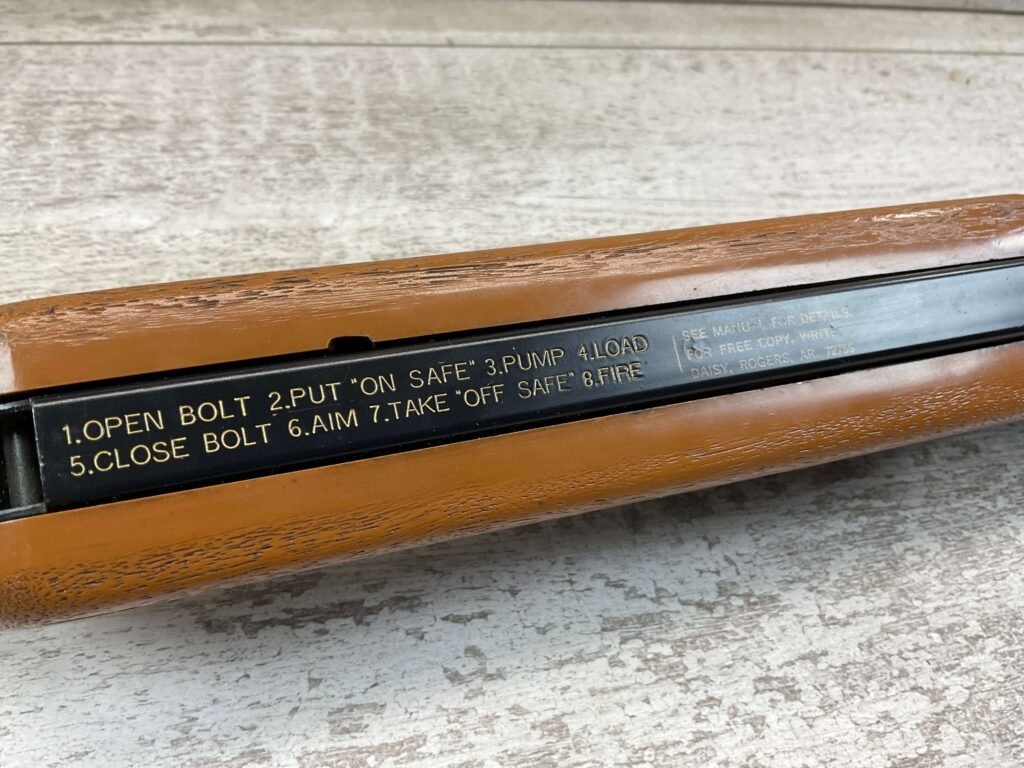 1.OPEN BOLT 2.PUT "ON SAFE" 3.PUMP 4.LOAD
5.CLOSE BOLT 6.AIM 7.TAKE "OFF SAFE" 8.FIRE
SEE MANUAL FOR DETAILS.
FOR FREE COPY, WRITE
DAISY, ROGERS, AR. 72756